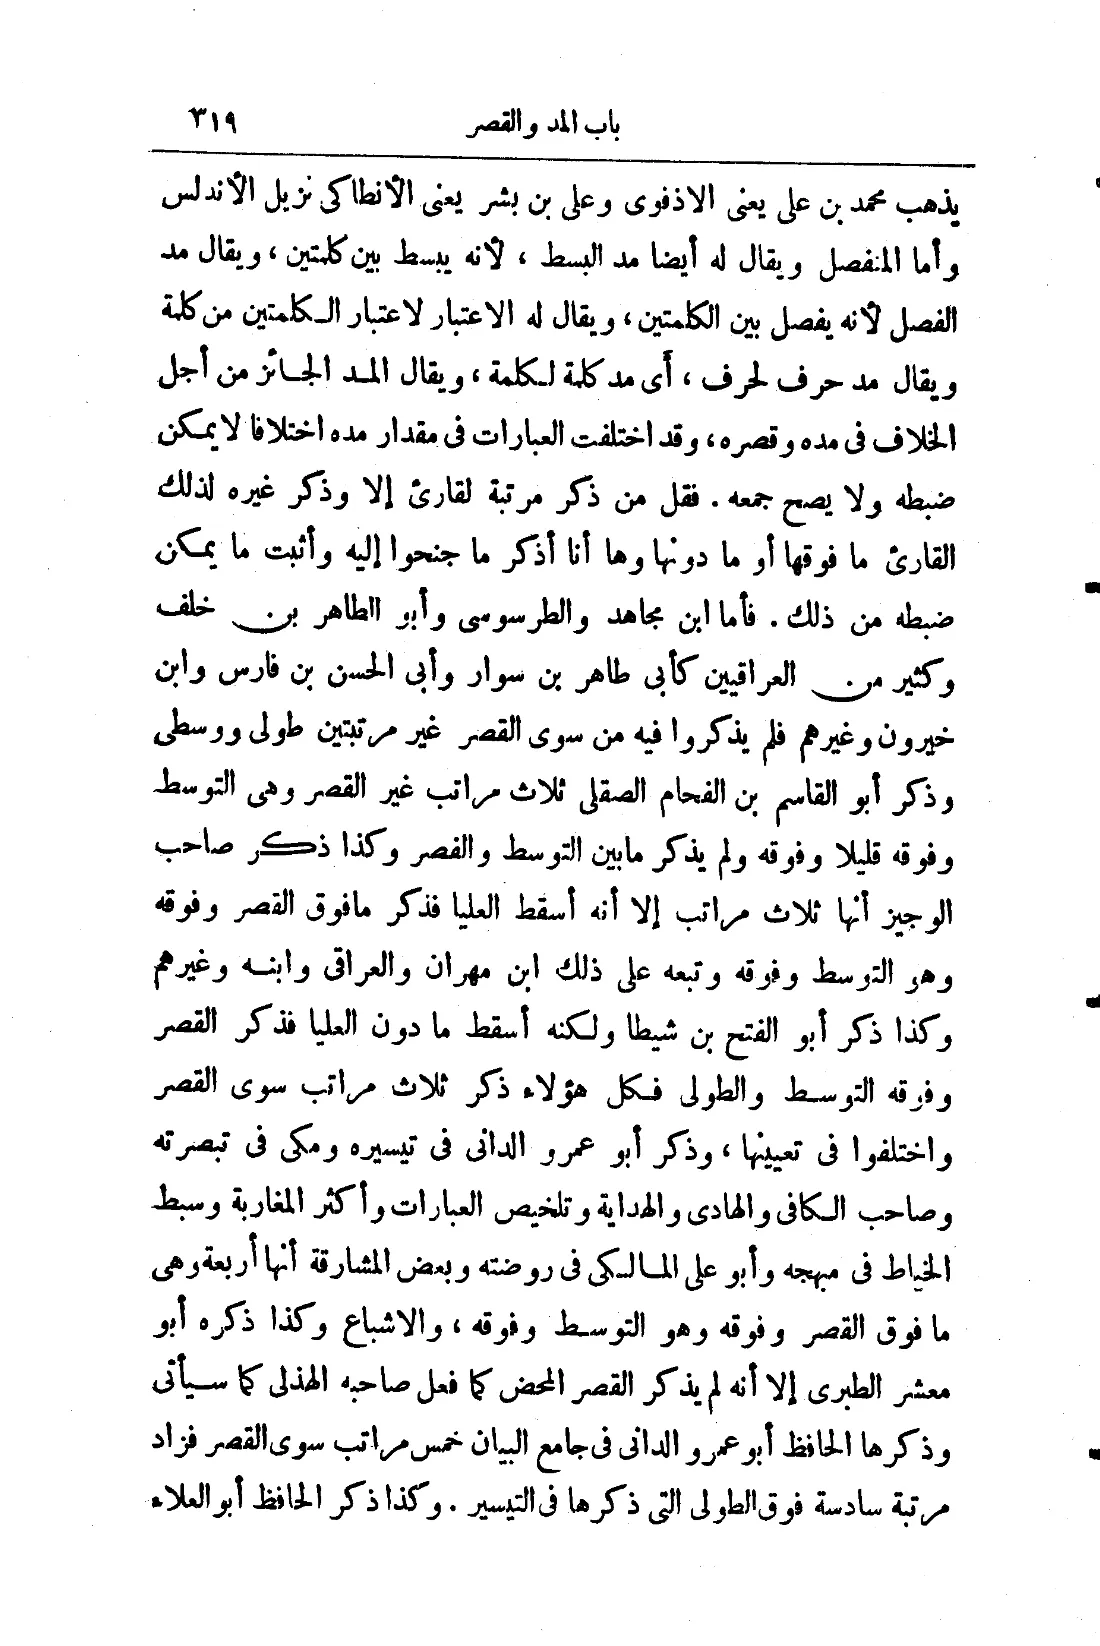 باب المد والقصر ٣١٩
يذهب محمد بن على يعنى الاذفوى وعلى بن بشر يعنى الأنطاكى نزيل الأندلس
وأما المنفصل ويقال له أيضا مد البسط ، لأنه يبسط بين كلمتين ، ويقال مد
الفصل لأنه يفصل بين الكلمتين ، ويقال له الاعتبار لاعتبار الكلمتين من كلمة
ويقال مد حرف لحرف ، أى مد كلمة لكلمة ، ويقال المد الجائز من أجل
الخلاف فى مده وقصره ، وقد اختلفت العبارات فى مقدار مده اختلافا لا يمكن
ضبطه ولا يصح جمعه . فقل من ذكر مرتبة لقارئ إلا وذكر غيره لذلك
القارئ ما فوقها أو ما دونها وها أنا أذكر ما جنحوا إليه وأثبت ما يمكن
ضبطه من ذلك . فأما ابن مجاهد والطرسوسى وأبو الطاهر بن خلف
وكثير من العراقيين كأبى طاهر بن سوار وأبى الحسن بن فارس وابن
خيرون وغيرهم فلم يذكروا فيه من سوى القصر غير مرتبتين طولى ووسطى
وذكر أبو القاسم بن الفحام الصقلى ثلاث مراتب غير القصر وهى التوسط
وفوقه قليلا وفوقه ولم يذكر مابين التوسط والفصر وكذا ذكر صاحب
الوجيز أنها ثلاث مراتب إلا أنه أسقط العليا فذكر مافوق القصر وفوقه
وهو التوسط وفوقه وتبعه على ذلك ابن مهران والعراقى وابنه وغيرهم
وكذا ذكر أبو الفتح بن شيطا ولكنه أسقط ما دون العليا فذكر القصر
وفرقه التوسط والطولى فكل هؤلاء ذكر ثلاث مراتب سوى القصر
واختلفوا فى تعيينها ، وذكر أبو عمرو الدانى فى تيسيره ومكى فى تبصرته
وصاحب الكافى والهادى والهداية وتلخيص العبارات وأكثر المغاربة وسبط
الخياط فى مبهجه وأبو على المالكى فى روضته وبعض المشارقة أنها أربعة وهى
ما فوق القصر وفوقه وهو التوسط وفوقه ، والاشباع وكذا ذكره أبو
معشر الطبرى إلا أنه لم يذكر القصر المحض كما فعل صاحبه الهذلى كما سيأتى
وذكرها الحافظ أبو عمرو الدانى فى جامع البيان خمس مراتب سوى القصر فزاد
مرتبة سادسة فوق الطولى التى ذكرها فى التيسير . وكذا ذكر الحافظ أبو العلاء